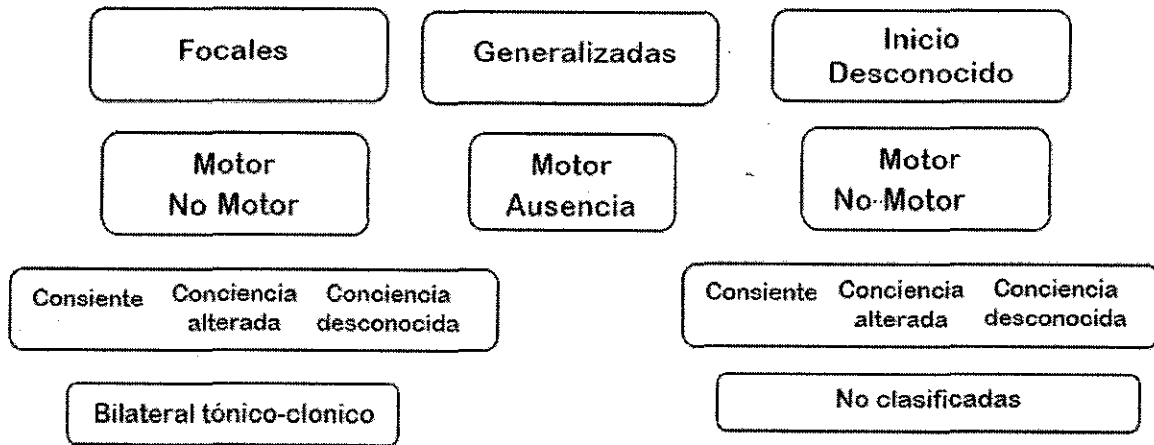 Focales
Generalizadas
Inicio
Desconocido
Motor
No Motor
Motor
Ausencia
Motor
No Motor
Consiente Conciencia alterada Conciencia desconocida
Consiente Conciencia alterada Conciencia desconocida
Bilateral tónico-clonico
No clasificadas